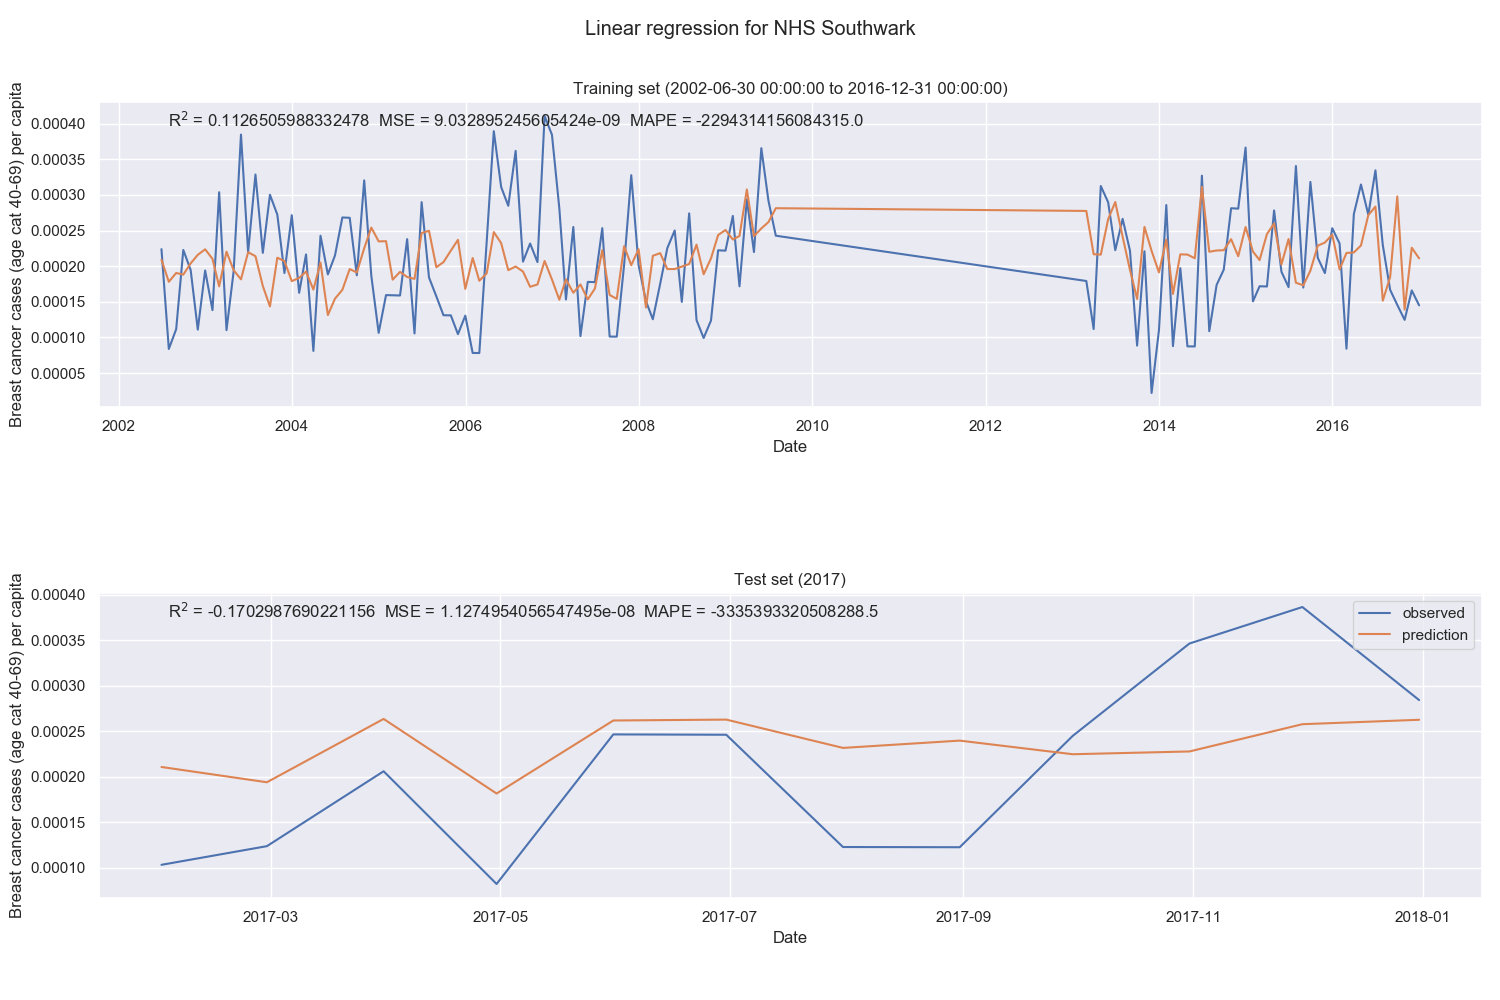 Linear regression for NHS Southwark
Training set (2002-06-30 00:00:00 to 2016-12-31 00:00:00)
Breast cancer cases (age cat 40-69) per capita
R² = 0.1126505988332478 MSE = 9.032895245605424e-09 MAPE = -2294314156084315.0
0.00040
0.00035
0.00030
0.00025
0.00020
0.00015
0.00010
0.00005
2002 2004 2006 2008 2010 2012 2014 2016
Date
Test set (2017)
Breast cancer cases (age cat 40-69) per capita
R² = -0.1702987690221156 MSE = 1.1274954056547495e-08 MAPE = -3335393320508288.5
observed
prediction
0.00040
0.00035
0.00030
0.00025
0.00020
0.00015
0.00010
2017-03 2017-05 2017-07 2017-09 2017-11 2018-01
Date